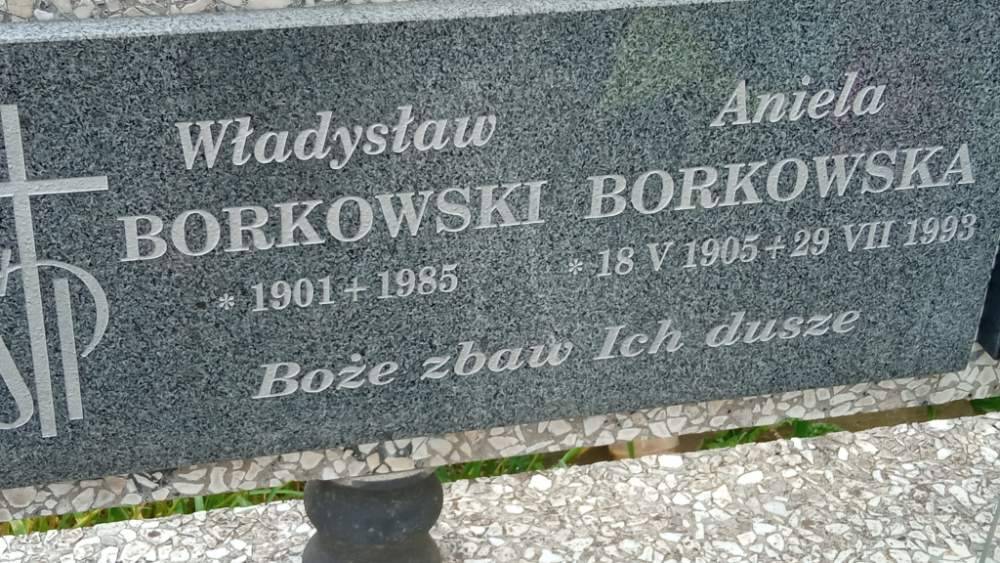 Władysław
BORKOWSKI
* 1901 + 1985
Aniela
BORKOWSKA
* 18 V 1905 + 29 VII 1993
Boże zbaw Ich dusze